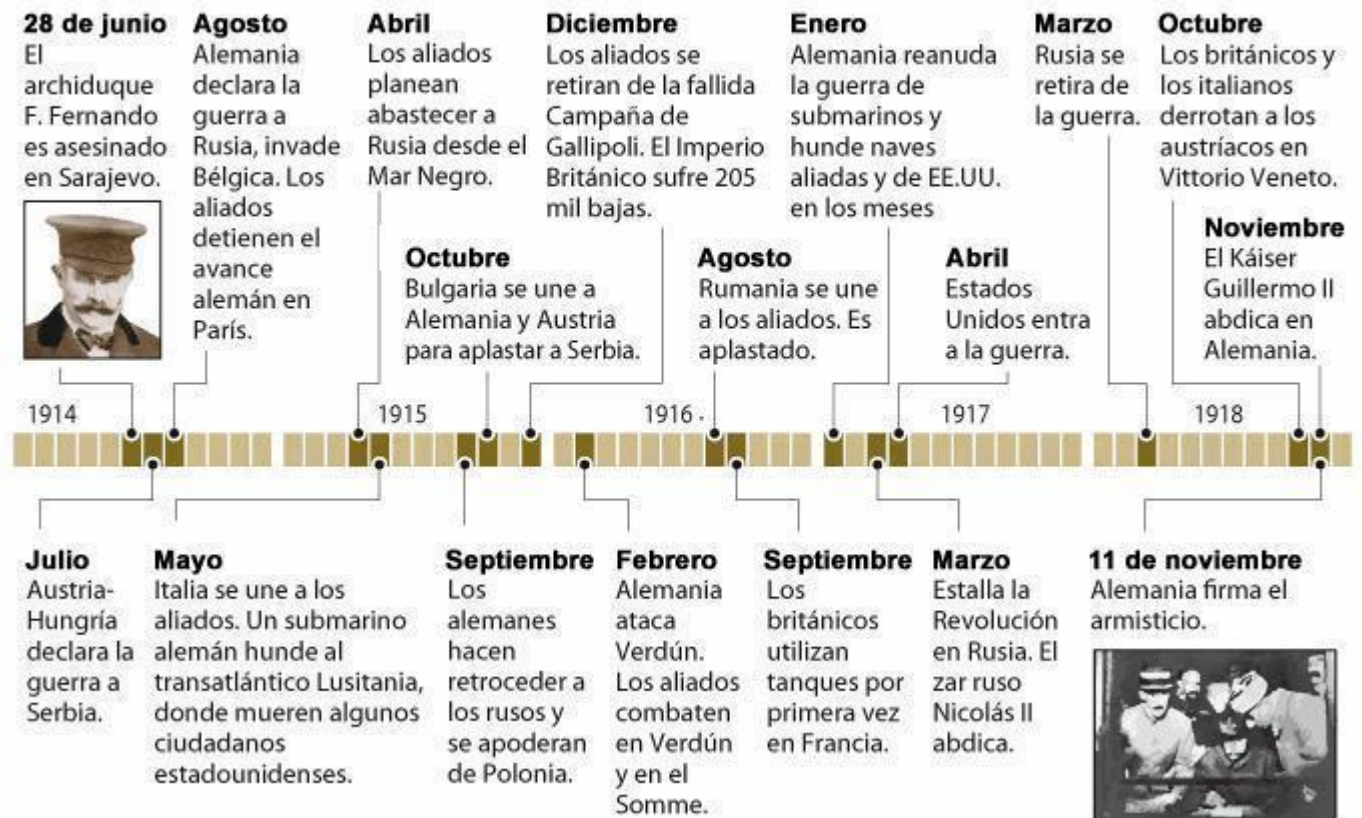 28 de junio
El
archiduque
F. Fernando
es asesinado
en Sarajevo.
Agosto
Alemania
declara la
guerra a
Rusia, invade
Bélgica. Los
aliados
detienen el
avance
alemán en
París.
Abril
Los aliados
planean
abastecer a
Rusia desde el
Mar Negro.
Octubre
Bulgaria se une a
Alemania y Austria
para aplastar a Serbia.
Diciembre
Los aliados se
retiran de la fallida
Campaña de
Gallipoli. El Imperio
Británico sufre 205
mil bajas.
Agosto
Rumania se une
a los aliados. Es
aplastado.
Enero
Alemania reanuda
la guerra de
submarinos y
hunde naves
aliadas y de EE.UU.
en los meses
Abril
Estados
Unidos entra
a la guerra.
Marzo
Rusia se
retira de
la guerra.
Octubre
Los británicos y
los italianos
derrotan a los
austríacos en
Vittorio Veneto.
Noviembre
El Káiser
Guillermo II
abdica en
Alemania.
1914
1915
1916
1917
1918
Julio
Austria-
Hungría
declara la
guerra a
Serbia.
Mayo
Italia se une a los
aliados. Un submarino
alemán hunde al
transatlántico Lusitania,
donde mueren algunos
ciudadanos
estadounidenses.
Septiembre
Los
alemanes
hacen
retroceder a
los rusos y
se apoderan
de Polonia.
Febrero
Alemania
ataca
Verdún.
Los aliados
combaten
en Verdún
y en el
Somme.
Septiembre
Los
británicos
utilizan
tanques por
primera vez
en Francia.
Marzo
Estalla la
Revolución
en Rusia. El
zar ruso
Nicolás II
abdica.
11 de noviembre
Alemania firma el
armisticio.